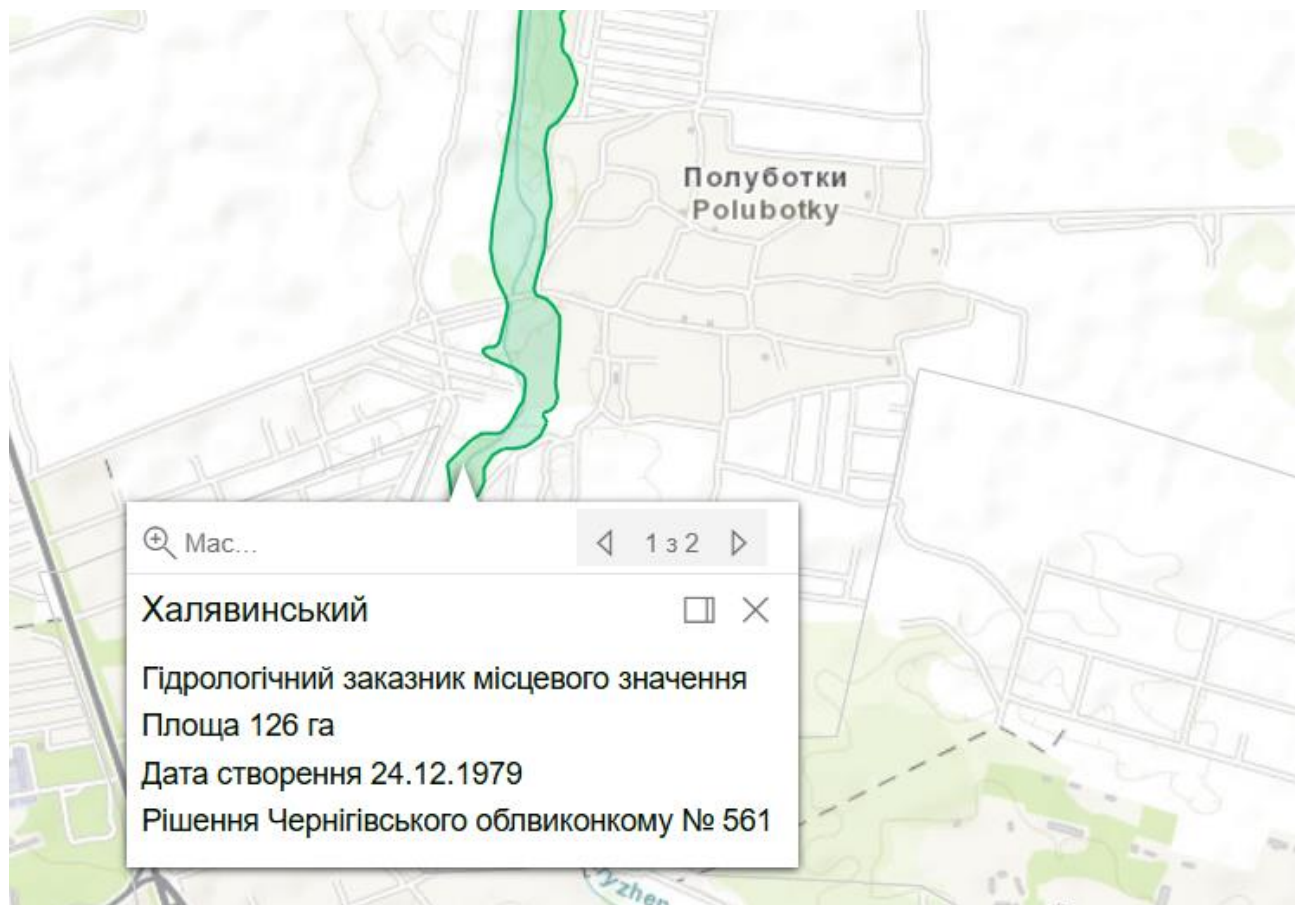 Полуботки
Polubotky
Мас...
1 з 2
Халявинський
Гідрологічний заказник місцевого значення
Площа 126 га
Дата створення 24.12.1979
Рішення Чернігівського облвиконкому № 561